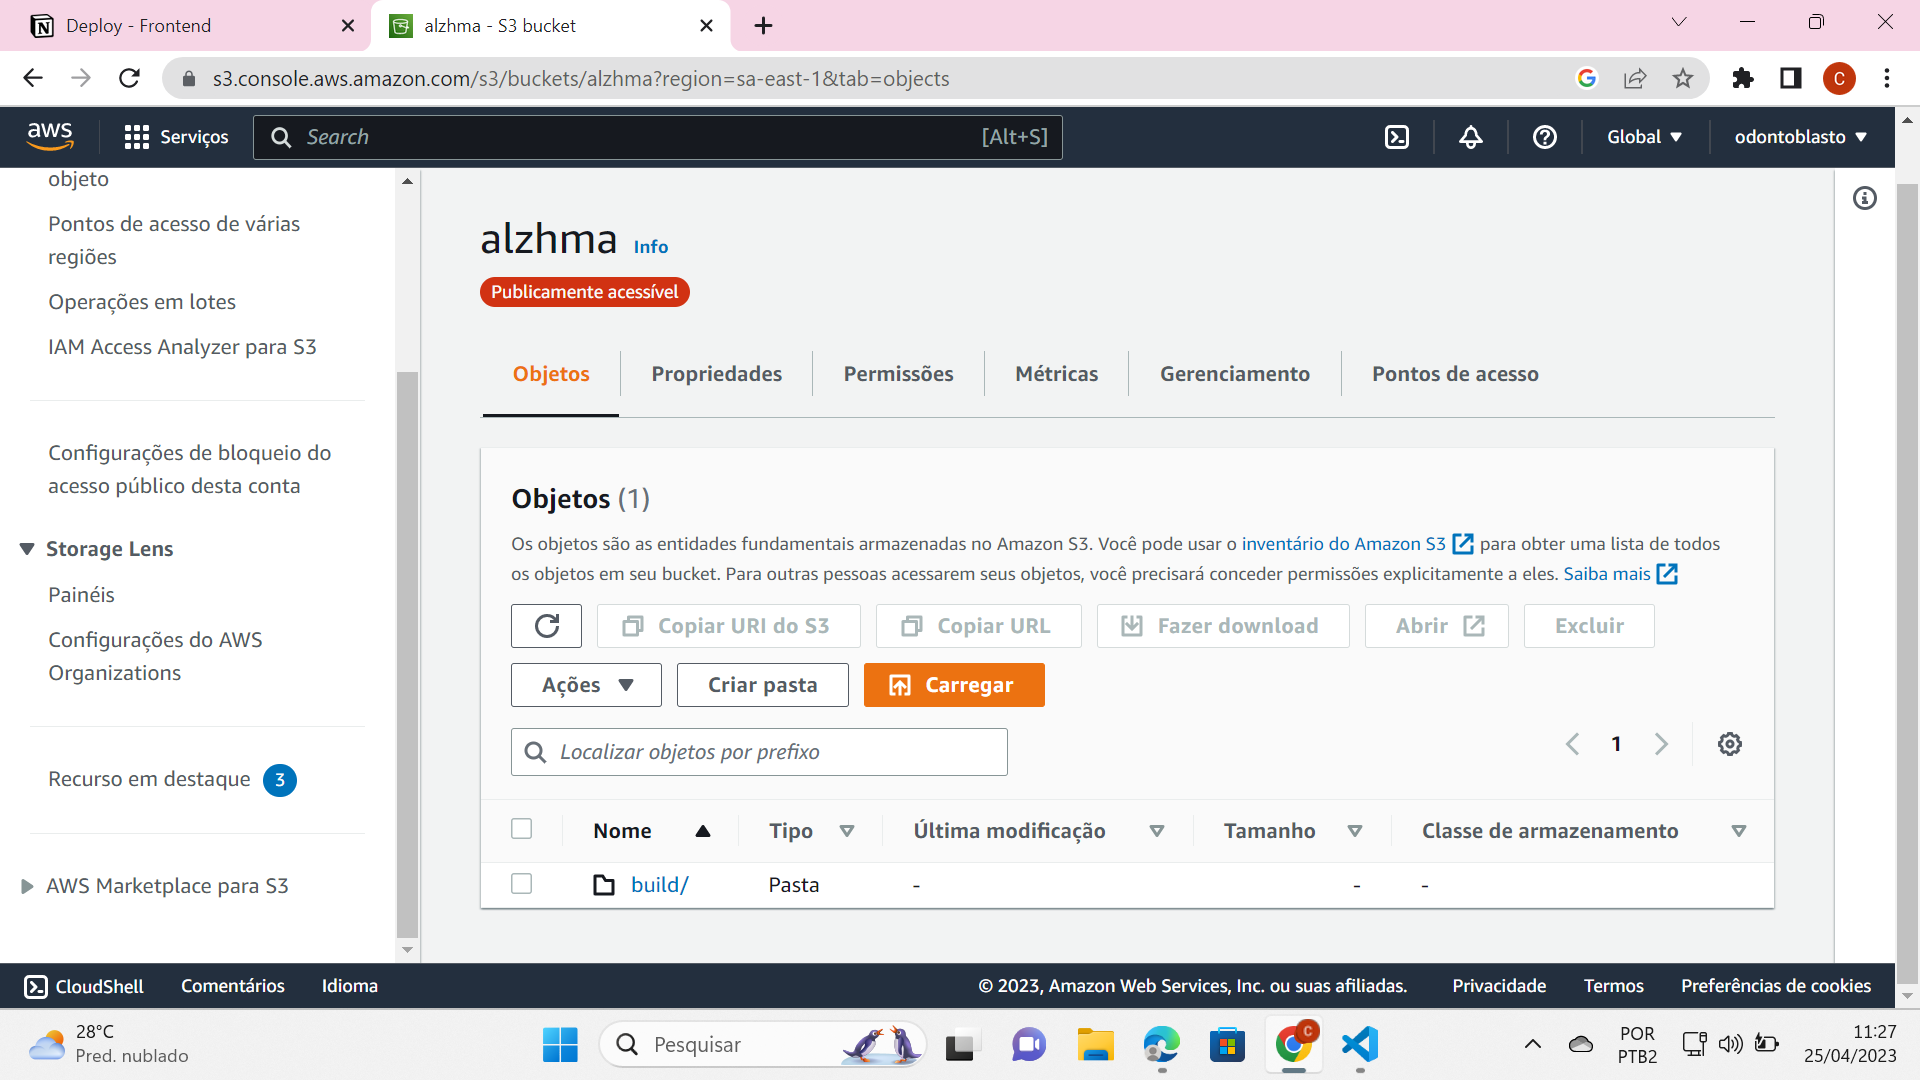 Deploy - Frontend
alzhma - S3 bucket
s3.console.aws.amazon.com/s3/buckets/alzhma?region=sa-east-1&tab=objects
C
aws
Serviços
Search
[Alt+S]
Global
odontoblasto
objeto
Pontos de acesso de várias
regiões
Operações em lotes
IAM Access Analyzer para S3
Configurações de bloqueio do
acesso público desta conta
Storage Lens
Painéis
Configurações do AWS
Organizations
Recurso em destaque 3
AWS Marketplace para S3
alzhma Info
Publicamente acessível
Objetos
Propriedades
Permissões
Métricas
Gerenciamento
Pontos de acesso
Objetos (1)
Os objetos são as entidades fundamentais armazenadas no Amazon S3. Você pode usar o inventário do Amazon S3 para obter uma lista de todos
os objetos em seu bucket. Para outras pessoas acessarem seus objetos, você precisará conceder permissões explicitamente a eles. Saiba mais
Copiar URI do S3
Copiar URL
Fazer download
Abrir
Excluir
Ações
Criar pasta
Carregar
Localizar objetos por prefixo
1
Nome
Tipo
Última modificação
Tamanho
Classe de armazenamento
build/
Pasta
-
-
-
CloudShell
Comentários
Idioma
© 2023, Amazon Web Services, Inc. ou suas afiliadas.
Privacidade
Termos
Preferências de cookies
28°C
Pred. nublado
Pesquisar
C
POR
PTB2
11:27
25/04/2023